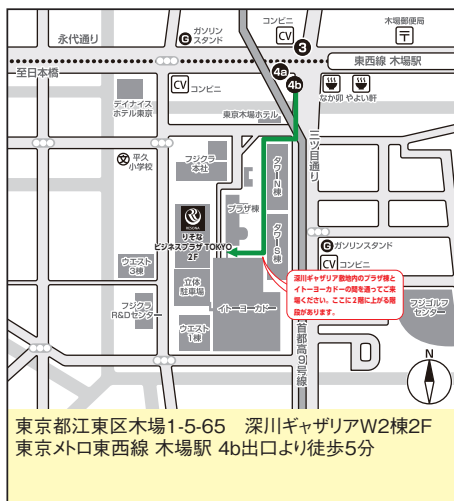 永代通り
ガソリン
スタンド
G
コンビニ
CV
3
木場郵便局
〒
至日本橋
東西線 木場駅
4a
4b
CV
コンビニ
なか卯
やよい軒
デイナイス
ホテル東京
東京木場ホテル
三ツ目通り
文
平久
小学校
フジクラ
本社
タワーN棟
プラザ棟
R
RESONA
りそな
ビジネスプラザTOKYO
2F
タワーS棟
G
ガソリンスタンド
CV
コンビニ
ウエスト
3棟
立体
駐車場
イトーヨーカドー
深川ギャザリア敷地内のプラザ棟と
イトーヨーカドーの間を通ってご来
場ください。ここに2階に上がる階
段があります。
フジクラ
R&Dセンター
ウエスト
1棟
首都高9号線
フジゴルフ
センター
N
東京都江東区木場1-5-65 深川ギャザリアW2棟2F
東京メトロ東西線 木場駅 4b出口より徒歩5分